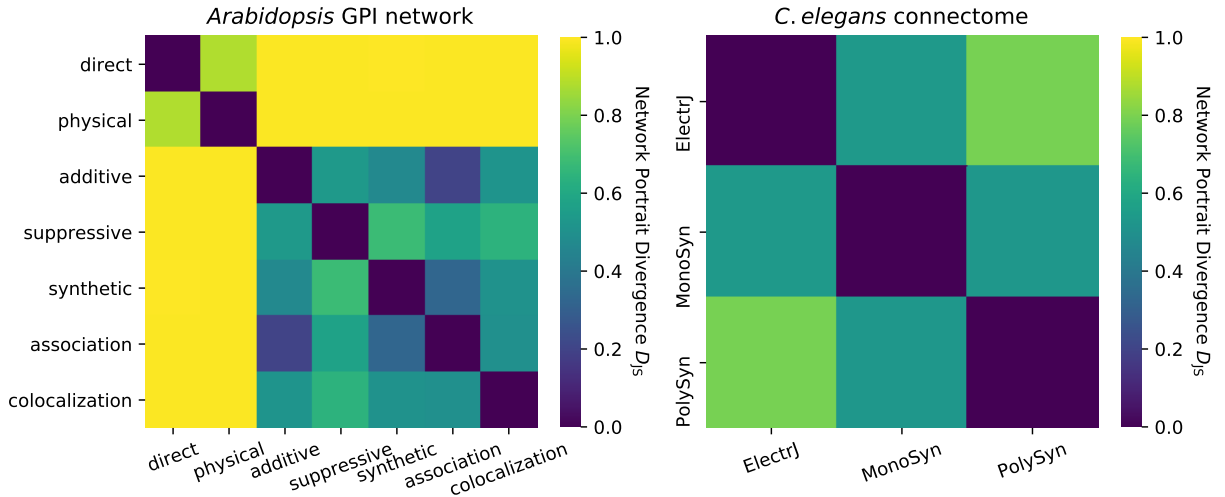 Arabidopsis GPI network
direct
physical
additive
suppressive
synthetic
association
colocalization
direct
physical
additive
suppressive
synthetic
association
colocalization
1.0
0.8
0.6
0.4
0.2
0.0
Network Portrait Divergence DJS
C. elegans connectome
ElectrJ
MonoSyn
PolySyn
ElectrJ
MonoSyn
PolySyn
1.0
0.8
0.6
0.4
0.2
0.0
Network Portrait Divergence DJS